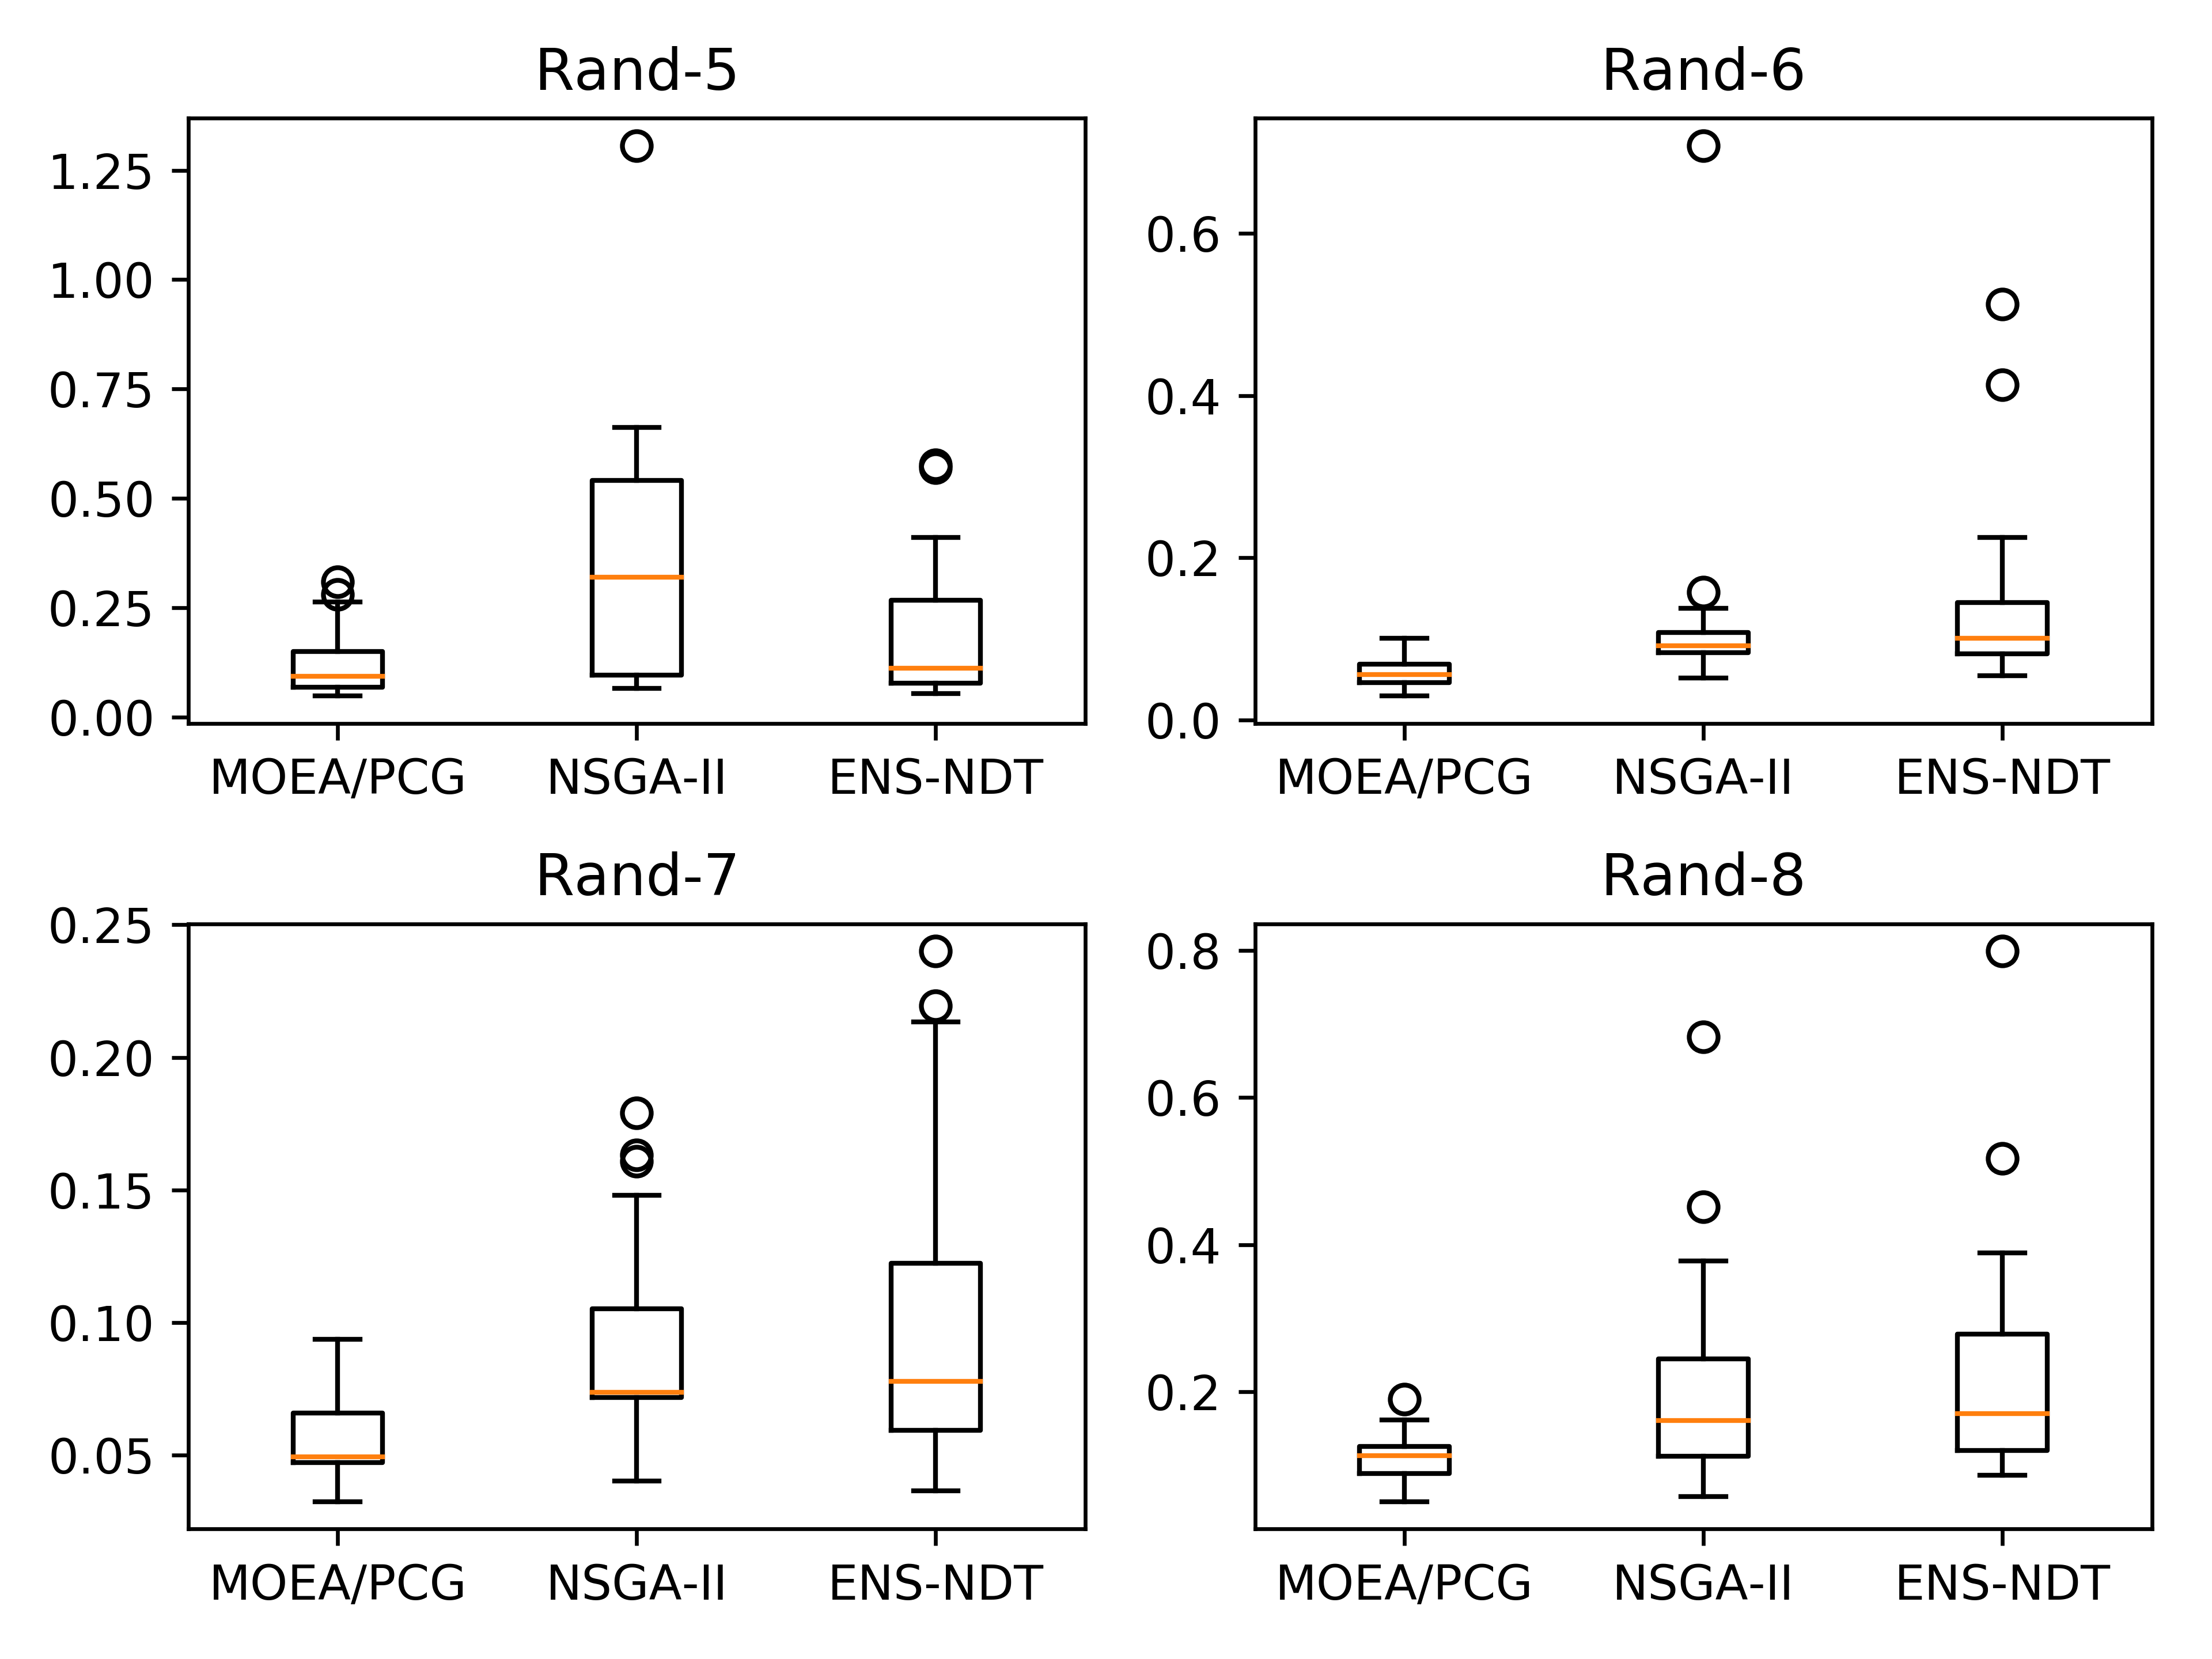 Rand-5
1.25
1.00
0.75
0.50
0.25
0.00
MOEA/PCG NSGA-II ENS-NDT
Rand-6
0.6
0.4
0.2
0.0
MOEA/PCG NSGA-II ENS-NDT
Rand-7
0.25
0.20
0.15
0.10
0.05
MOEA/PCG NSGA-II ENS-NDT
Rand-8
0.8
0.6
0.4
0.2
MOEA/PCG NSGA-II ENS-NDT